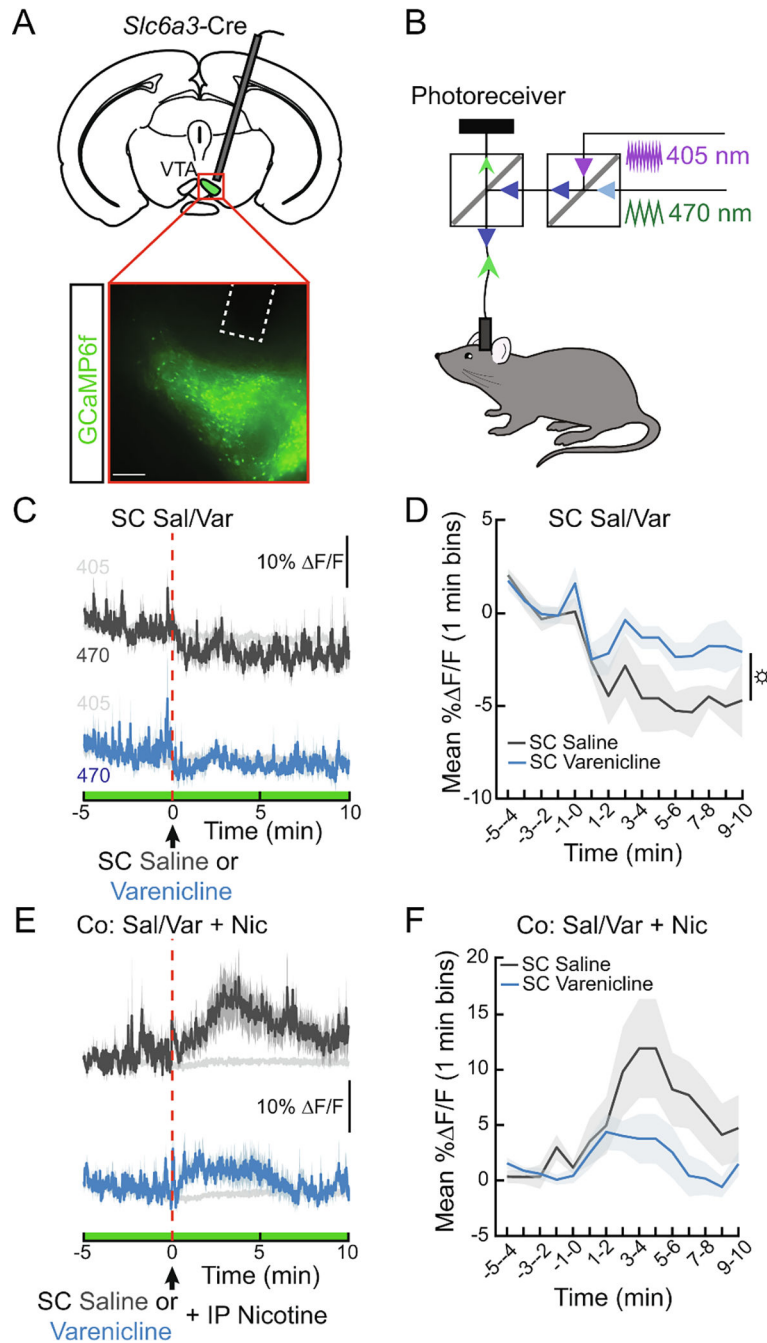 A
Slc6a3-Cre
VTA
GCaMP6f
B
Photoreceiver
405 nm
470 nm
C
SC Sal/Var
405
10% ΔF/F
470
405
470
-5
0
5
10
Time (min)
SC Saline or
Varenicline
D
SC Sal/Var
Mean %ΔF/F (1 min bins)
5
0
-5
-10
☼
SC Saline
SC Varenicline
-5--4
-3--2
-1-0
1-2
3-4
5-6
7-8
9-10
Time (min)
E
Co: Sal/Var + Nic
10% ΔF/F
-5
0
5
10
Time (min)
SC Saline or
Varenicline
+ IP Nicotine
F
Co: Sal/Var + Nic
Mean %ΔF/F (1 min bins)
20
15
10
5
0
-5
SC Saline
SC Varenicline
-5--4
-3--2
-1-0
1-2
3-4
5-6
7-8
9-10
Time (min)